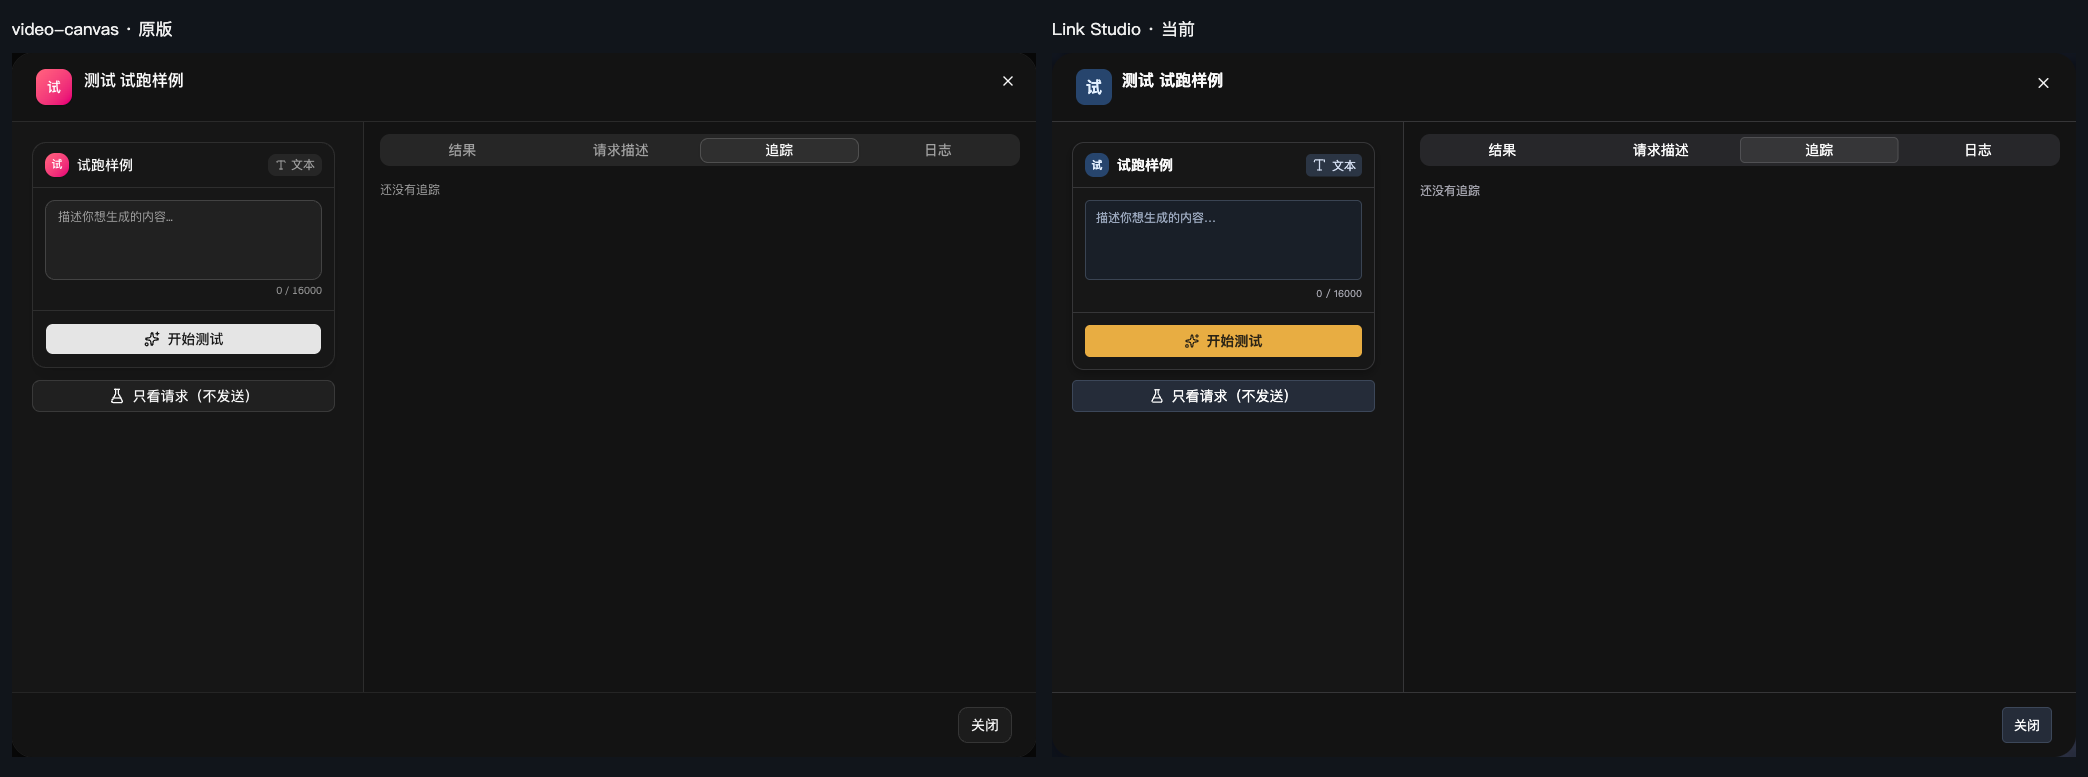 video-canvas · 原版
试 测试 试跑样例
试 试跑样例 文本
描述你想生成的内容...
0 / 16000
开始测试
只看请求（不发送）
结果 请求描述 追踪 日志
还没有追踪
关闭
Link Studio · 当前
试 测试 试跑样例
试 试跑样例 文本
描述你想生成的内容...
0 / 16000
开始测试
只看请求（不发送）
结果 请求描述 追踪 日志
还没有追踪
关闭